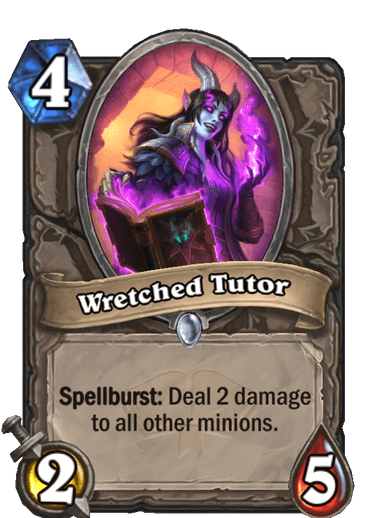 4
Wretched Tutor
Spellburst: Deal 2 damage
to all other minions.
2
5